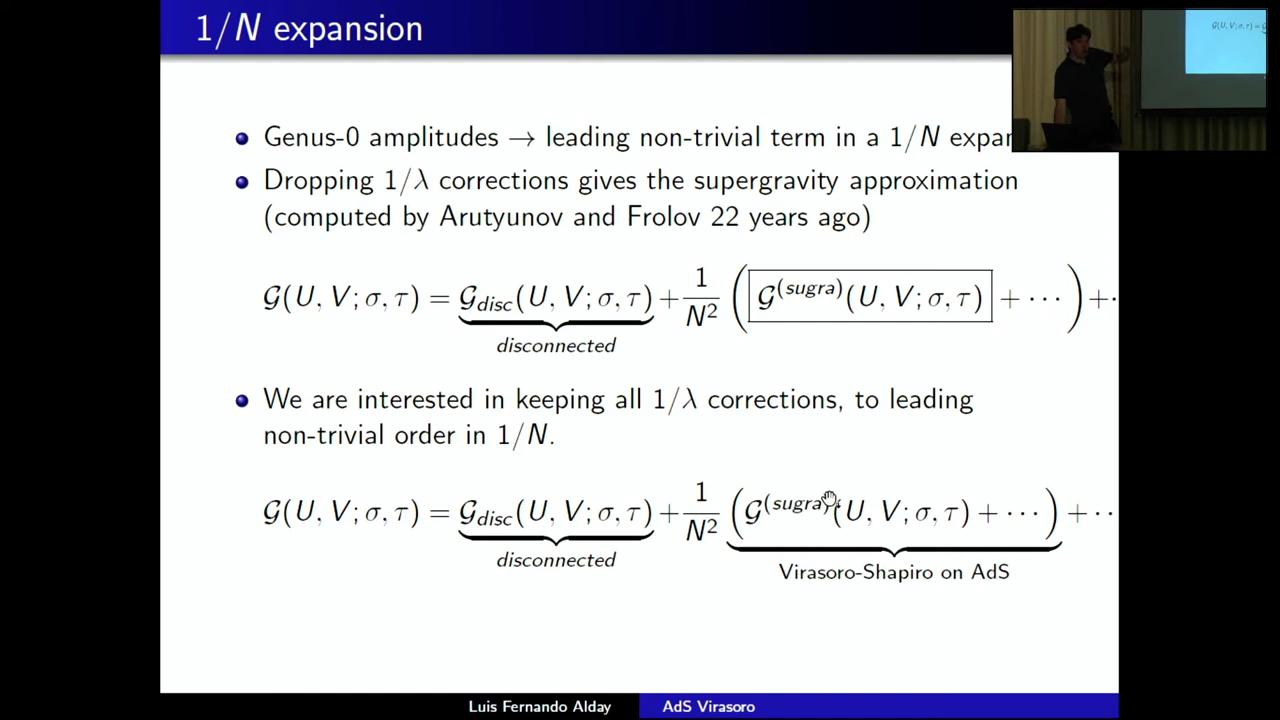 1/N expansion
Genus-0 amplitudes → leading non-trivial term in a 1/N expan
Dropping 1/λ corrections gives the supergravity approximation
(computed by Arutyunov and Frolov 22 years ago)
𝒢(U, V; σ, τ) = 𝒢_disc(U, V; σ, τ) + 1/N² (𝒢^(sugra)(U, V; σ, τ) + ···) + ··
disconnected
We are interested in keeping all 1/λ corrections, to leading
non-trivial order in 1/N.
𝒢(U, V; σ, τ) = 𝒢_disc(U, V; σ, τ) + 1/N² (𝒢^(sugra)(U, V; σ, τ) + ···) + ··
disconnected
Virasoro-Shapiro on AdS
Luis Fernando Alday
AdS Virasoro